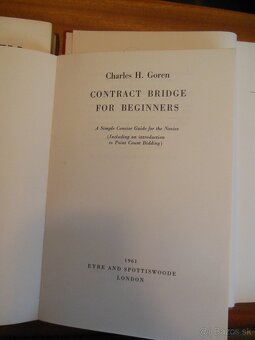 Charles H. Goren
CONTRACT BRIDGE
FOR BEGINNERS
A Simple Concise Guide for the Novice
(Including an introduction
to Point Count Bidding)
1961
EYRE AND SPOTTISWOODE
LONDON